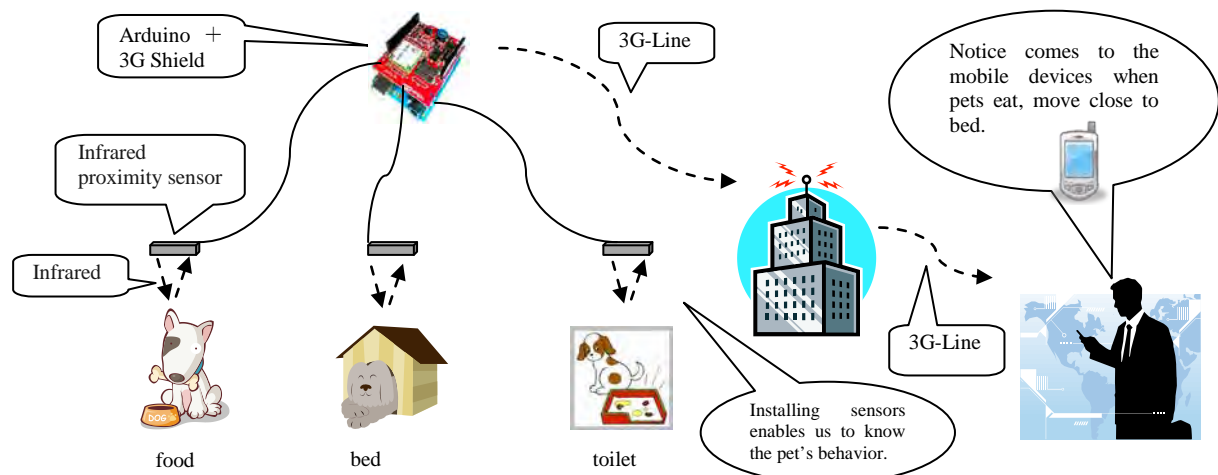 Arduino +
3G Shield
3G-Line
Notice comes to the
mobile devices when
pets eat, move close to
bed.
Infrared
proximity sensor
Infrared
3G-Line
DOG
Installing sensors
enables us to know
the pet's behavior.
food
bed
toilet